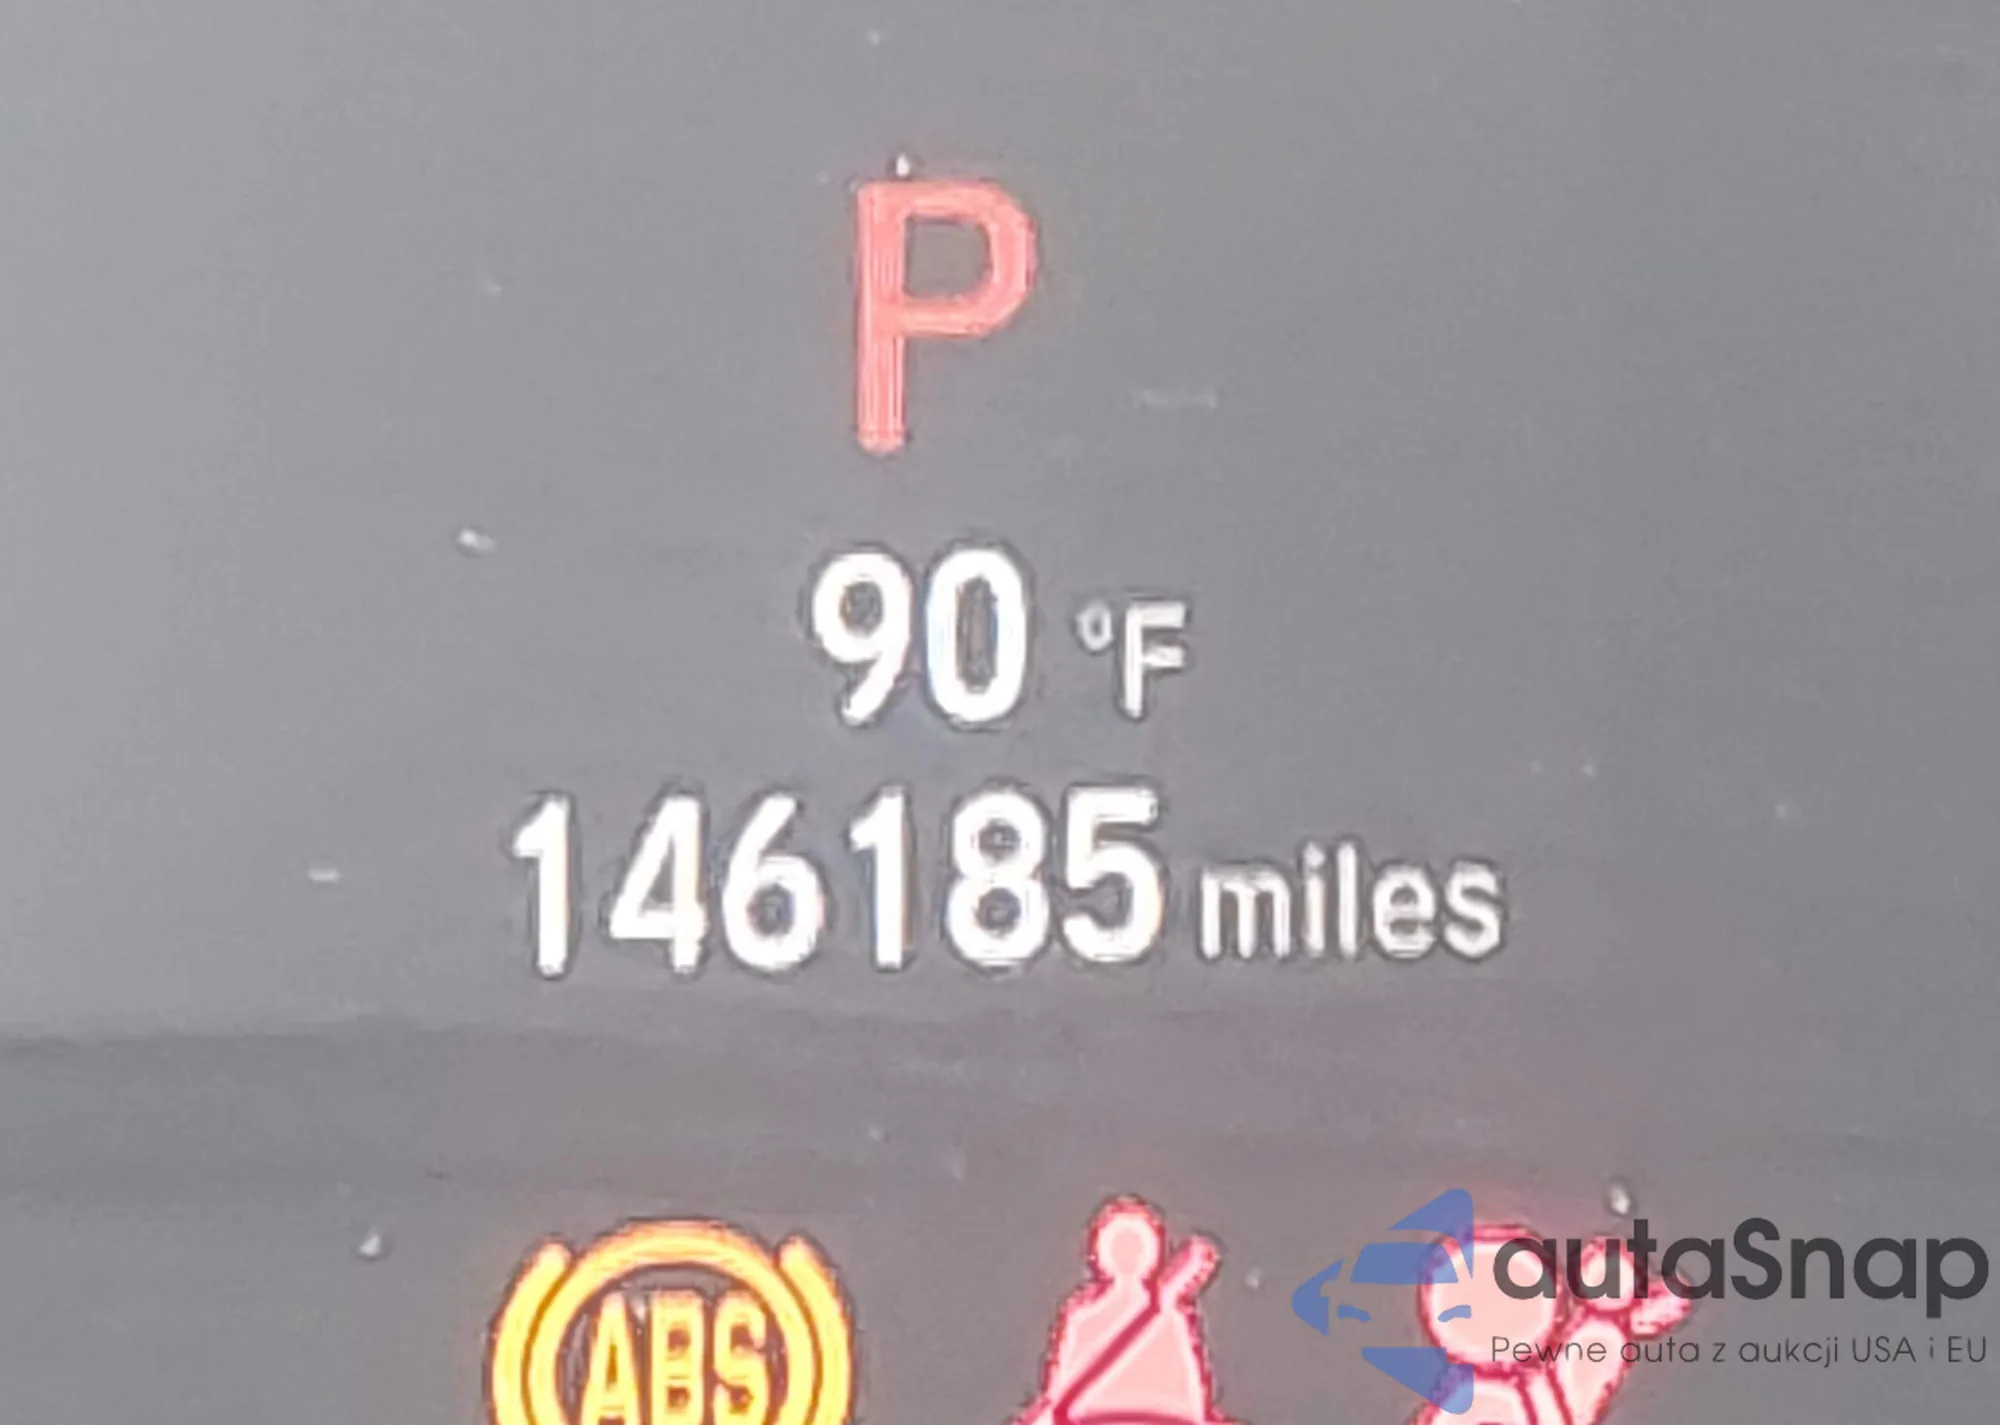 P
90 °F
146185 miles
ABS
autaSnap
Pewne auta z aukcji USA i EU